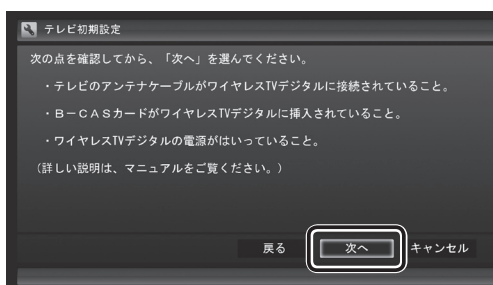 テレビ初期設定
次の点を確認してから、「次へ」を選んでください。
・テレビのアンテナケーブルがワイヤレスTVデジタルに接続されていること。
・B－CASカードがワイヤレスTVデジタルに挿入されていること。
・ワイヤレスTVデジタルの電源がはいっていること。
(詳しい説明は、マニュアルをご覧ください。)
戻る 次へ キャンセル